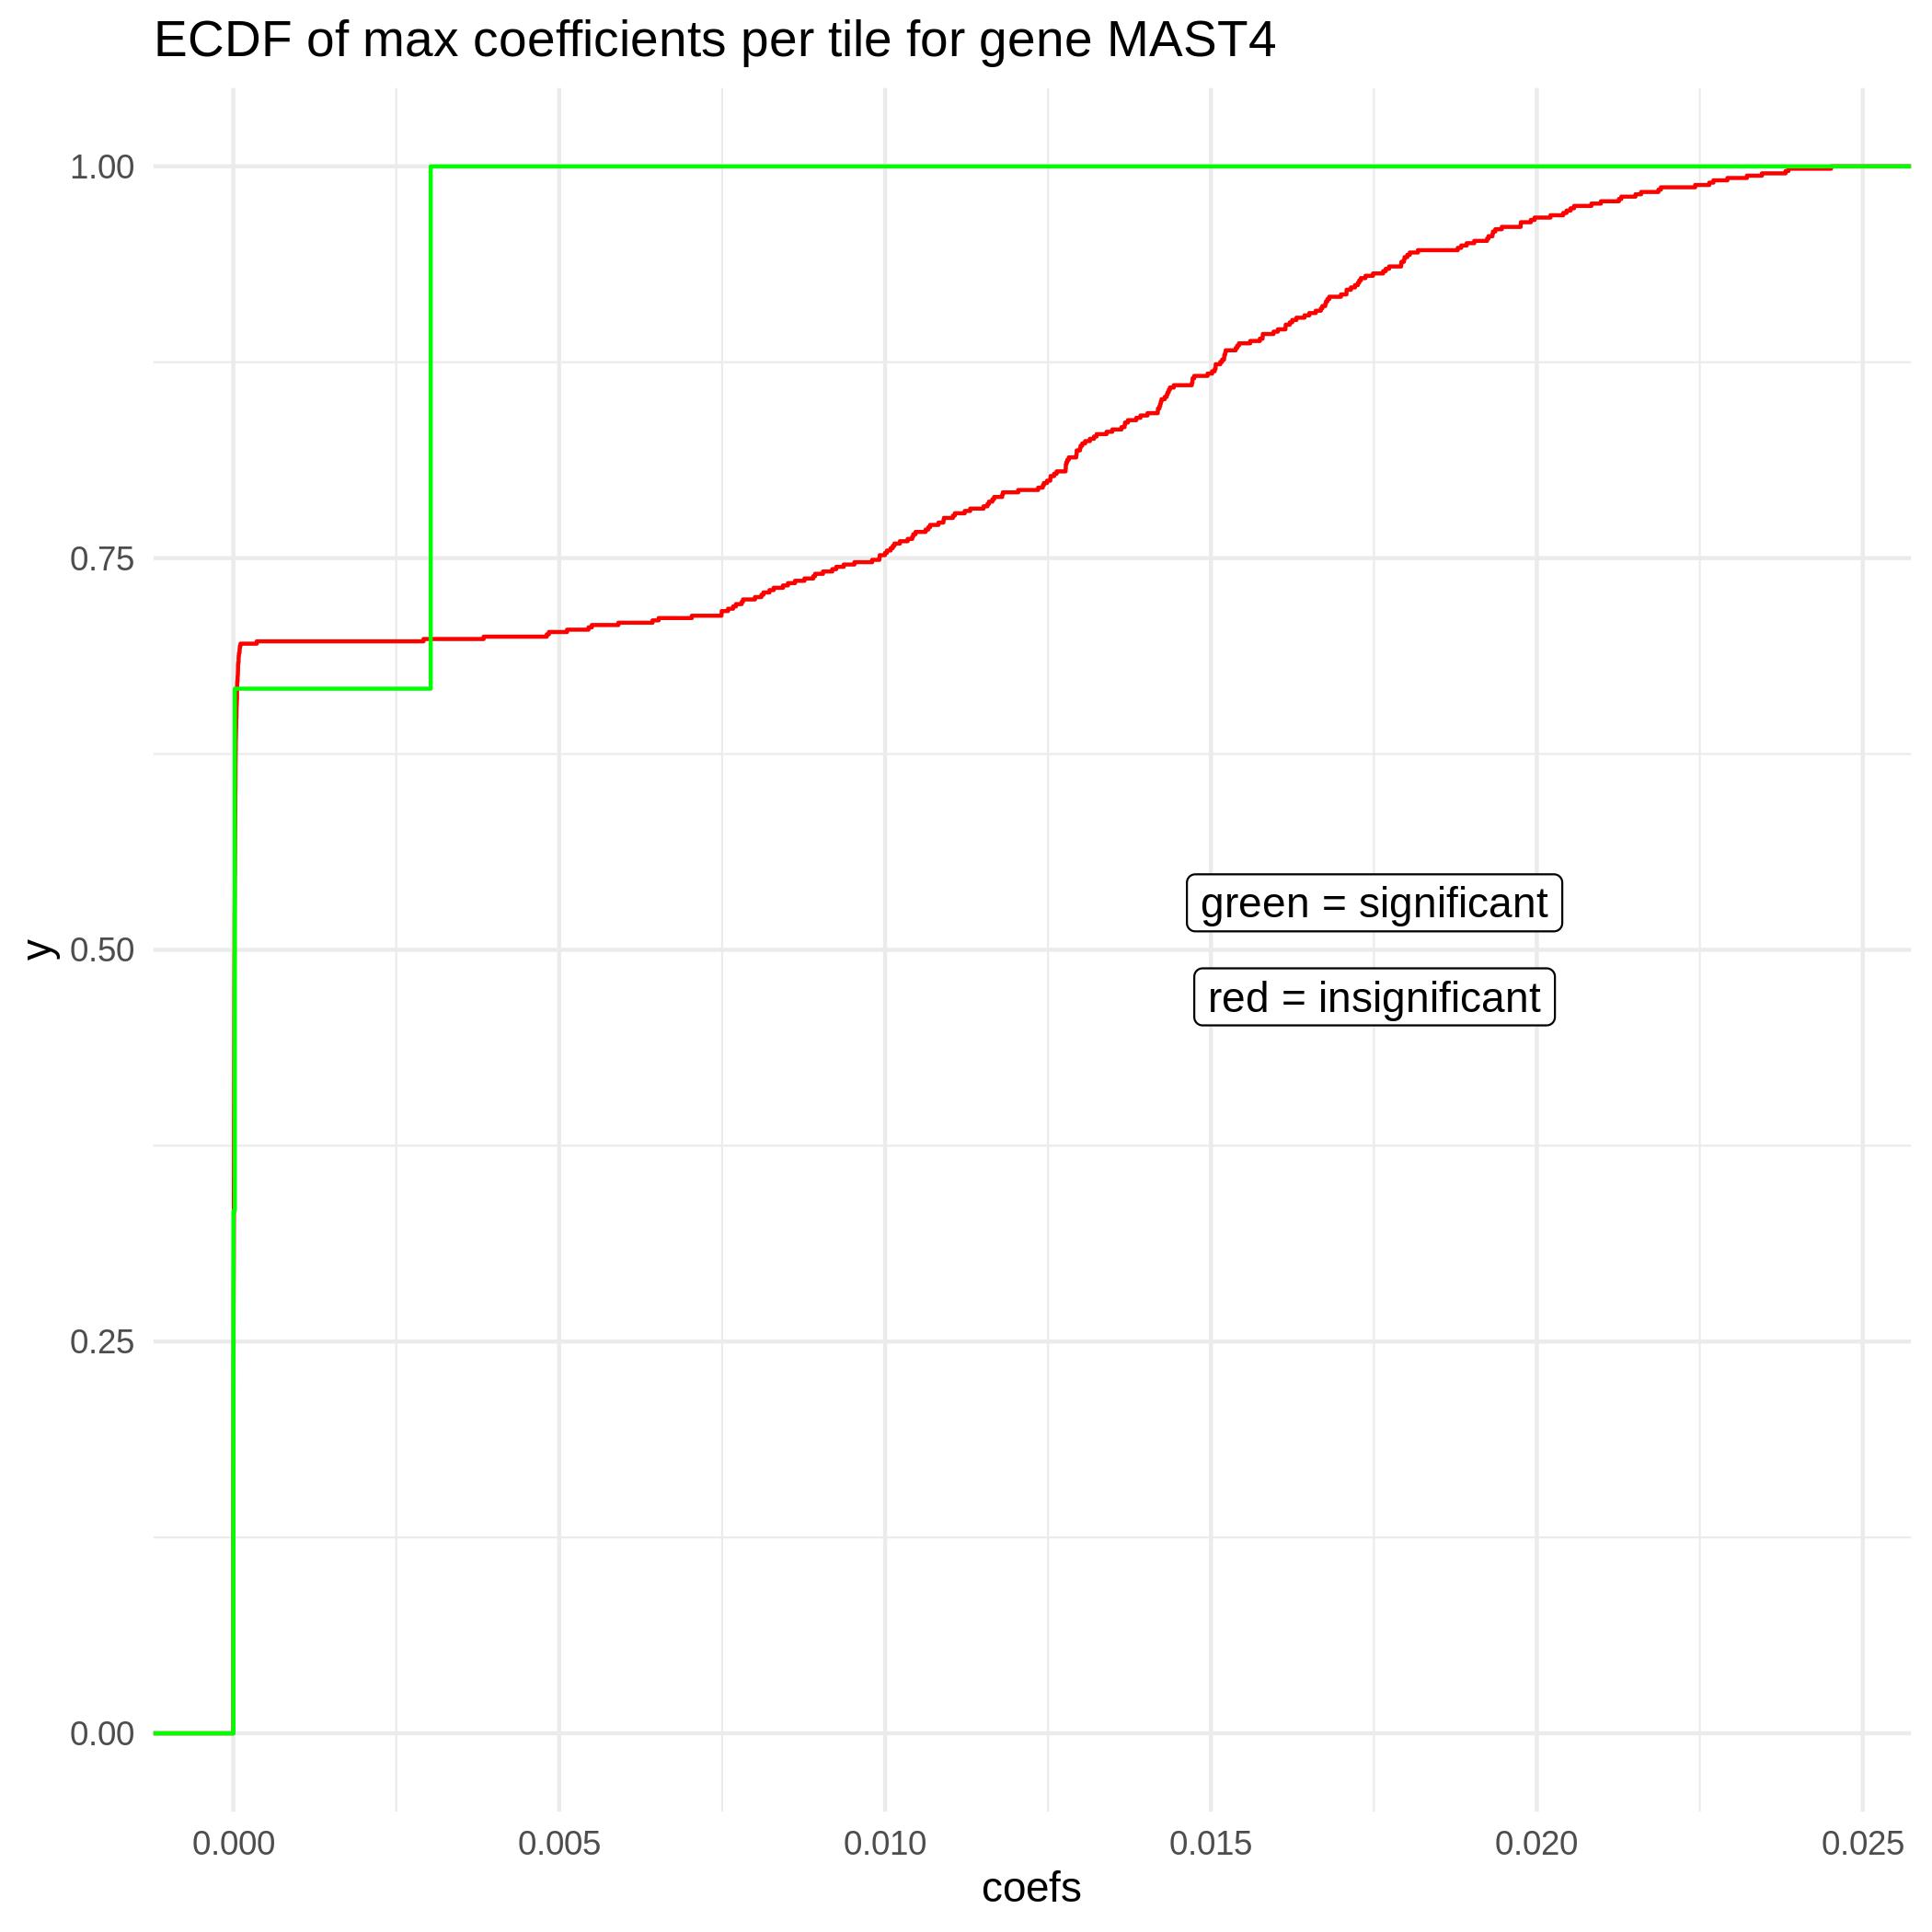 ECDF of max coefficients per tile for gene MAST4
1.00
0.75
0.50
0.25
0.00
y
green = significant
red = insignificant
0.000 0.005 0.010 0.015 0.020 0.025
coefs